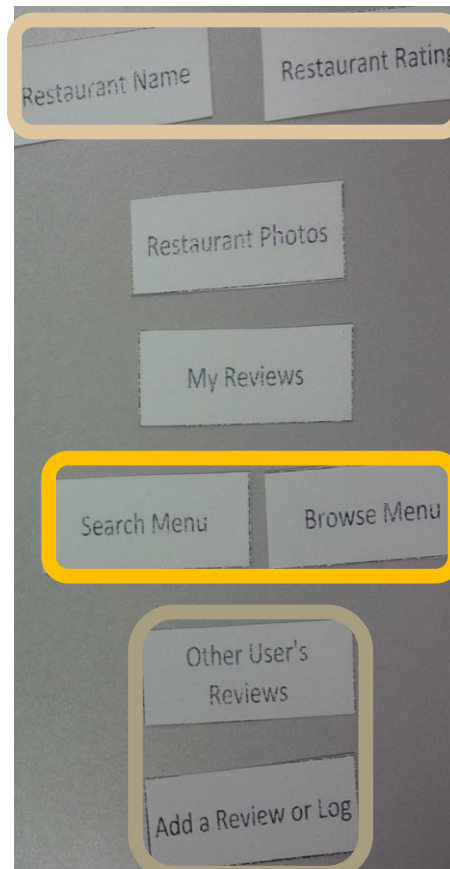 Restaurant Name
Restaurant Rating
Restaurant Photos
My Reviews
Search Menu
Browse Menu
Other User's
Reviews
Add a Review or Log